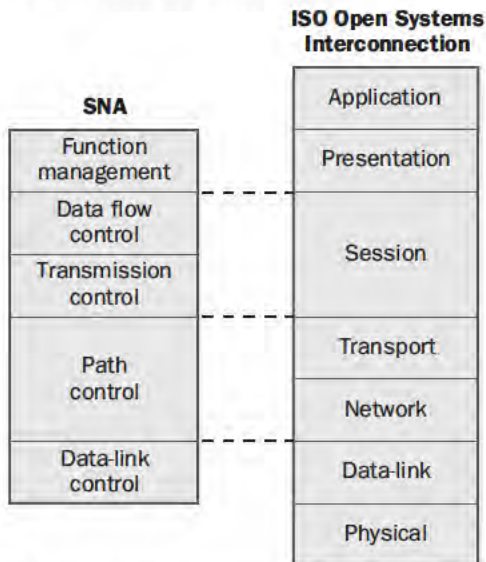 ISO Open Systems
Interconnection
SNA
Function
management
Data flow
control
Transmission
control
Path
control
Data-link
control
Application
Presentation
Session
Transport
Network
Data-link
Physical